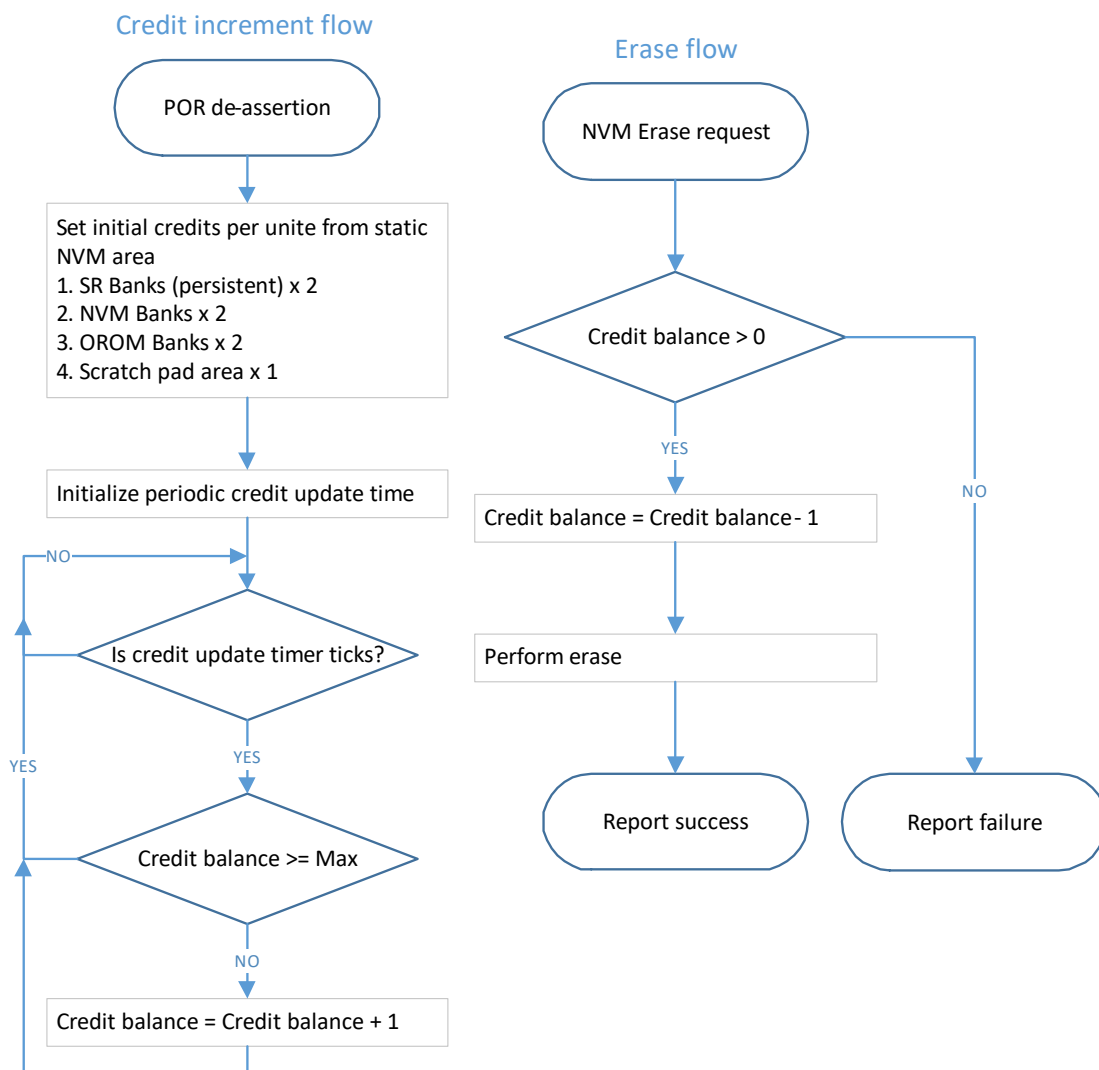 Credit increment flow
POR de-assertion
Set initial credits per unite from static
NVM area
1. SR Banks (persistent) x 2
2. NVM Banks x 2
3. OROM Banks x 2
4. Scratch pad area x 1
Initialize periodic credit update time
NO
Is credit update timer ticks?
YES
YES
Credit balance >= Max
NO
Credit balance = Credit balance + 1
Erase flow
NVM Erase request
Credit balance > 0
YES
NO
Credit balance = Credit balance - 1
Perform erase
Report success
Report failure